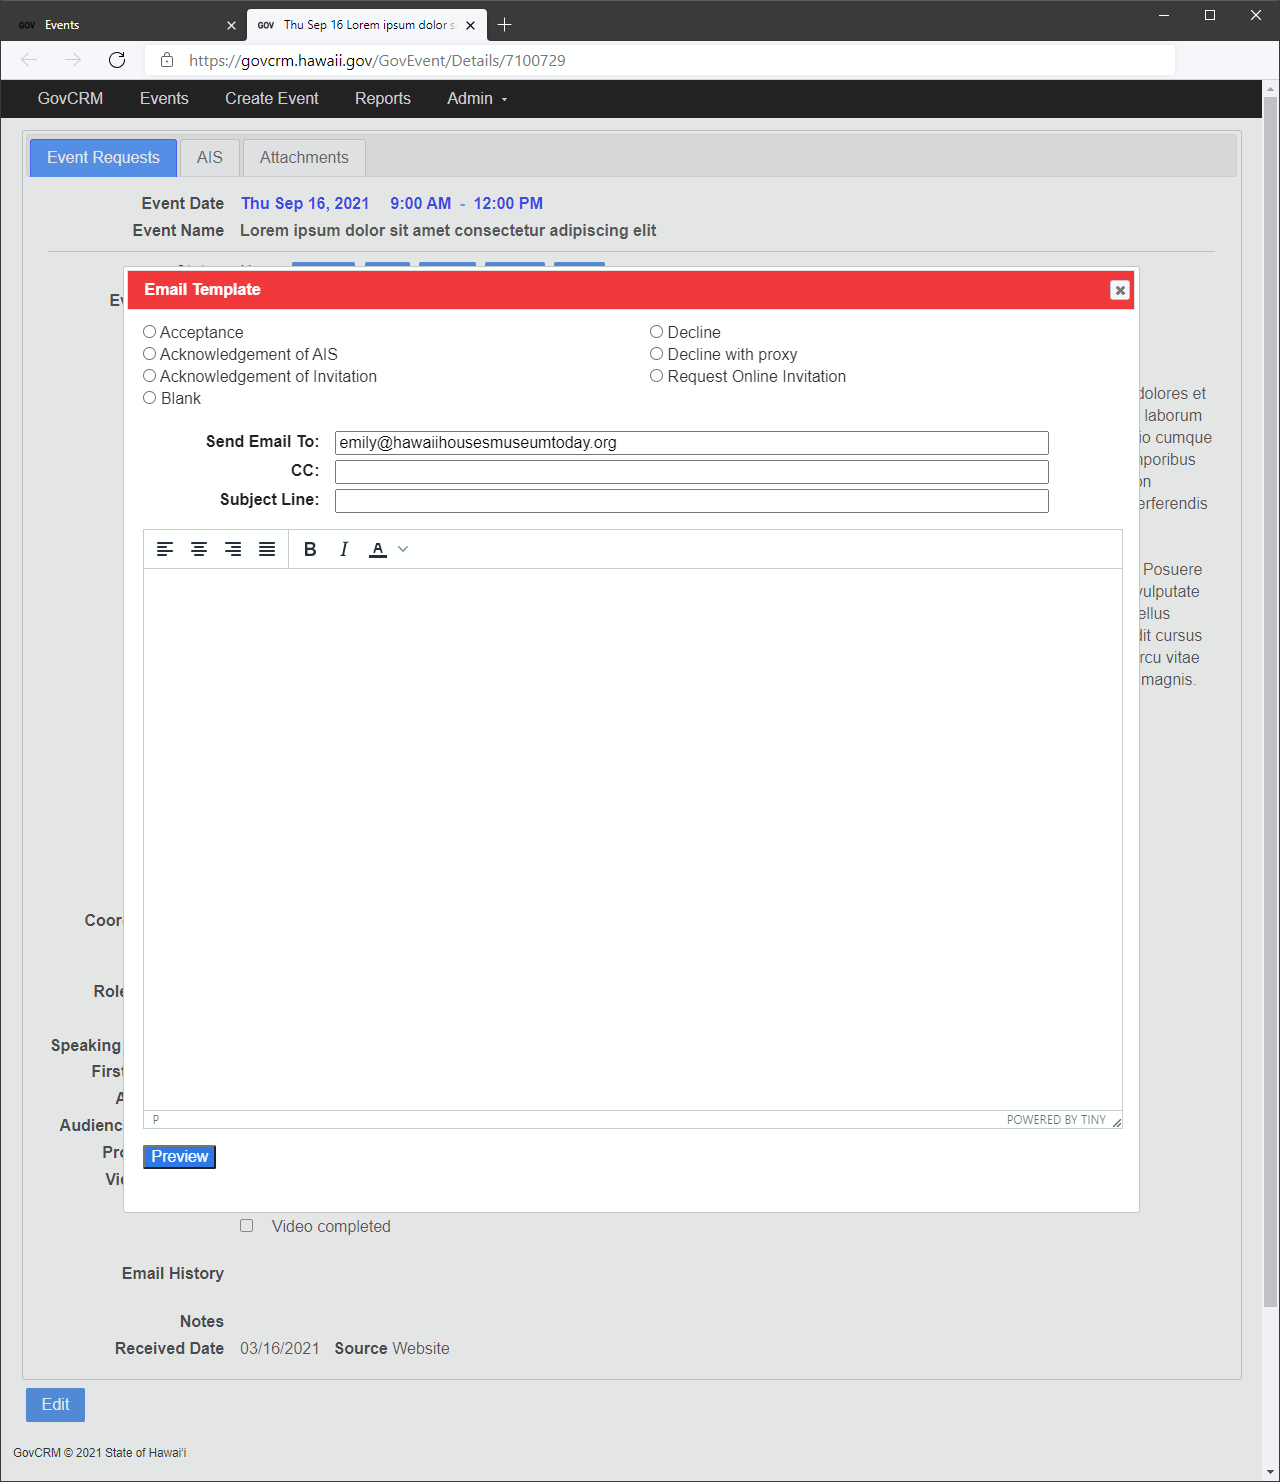 GOV Events
GOV Thu Sep 16 Lorem ipsum dolor s
https://govcrm.hawaii.gov/GovEvent/Details/7100729
GovCRM Events Create Event Reports Admin
Event Requests AIS Attachments
Event Date Thu Sep 16, 2021 9:00 AM - 12:00 PM
Event Name Lorem ipsum dolor sit amet consectetur adipiscing elit
Email Template
Acceptance
Acknowledgement of AIS
Acknowledgement of Invitation
Blank
Decline
Decline with proxy
Request Online Invitation
Send Email To: emily@hawaiihousesmuseumtoday.org
CC:
Subject Line:
B I A
P POWERED BY TINY
Preview
Ev
dolores et
laborum
io cumque
nporibus
on
erferendis
Posuere
vulputate
ellus
dit cursus
rcu vitae
magnis.
Coor
Role
Speaking
First
A
Audienc
Pro
Vi
Video completed
Email History
Notes
Received Date 03/16/2021 Source Website
Edit
GovCRM © 2021 State of Hawai‘i